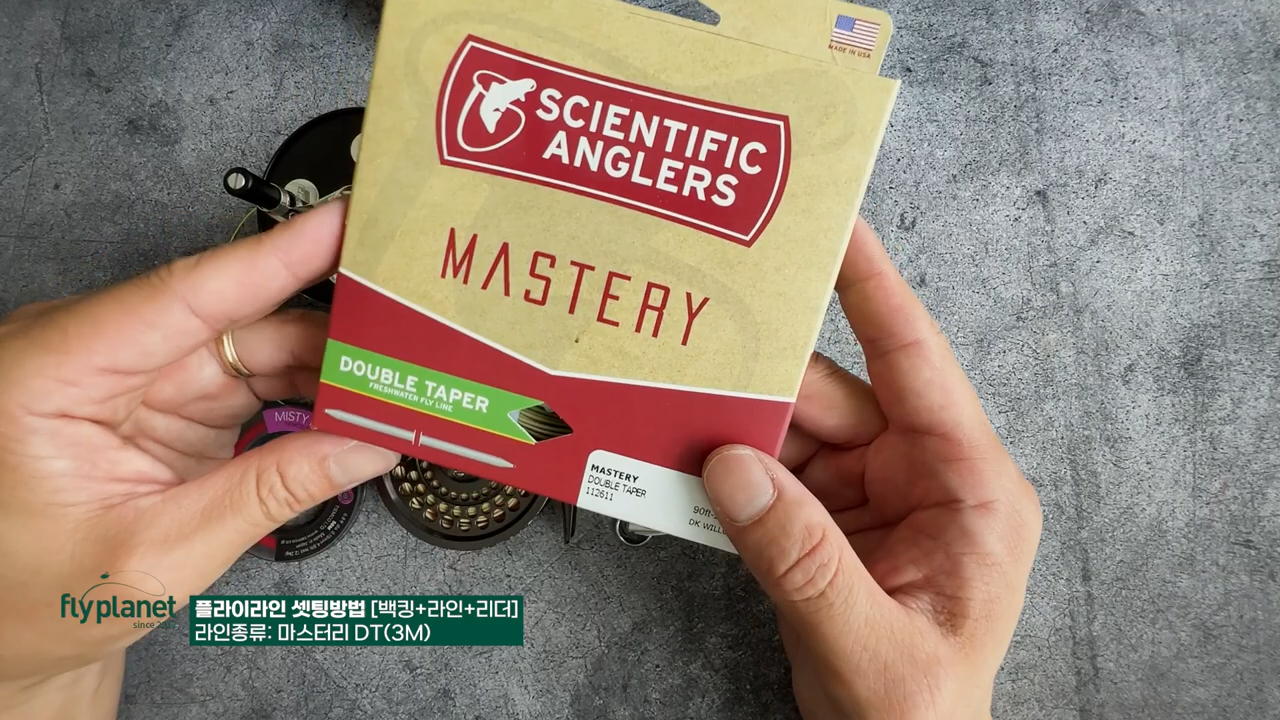 MADE IN USA
SCIENTIFIC
ANGLERS
MASTERY
DOUBLE TAPER
FRESHWATER FLY LINE
MASTERY
DOUBLE TAPER
112611
90ft
DK
MISTY
flyplanet
since
플라이라인 셋팅방법 [백킹+라인+리더]
라인종류: 마스터리 DT(3M)